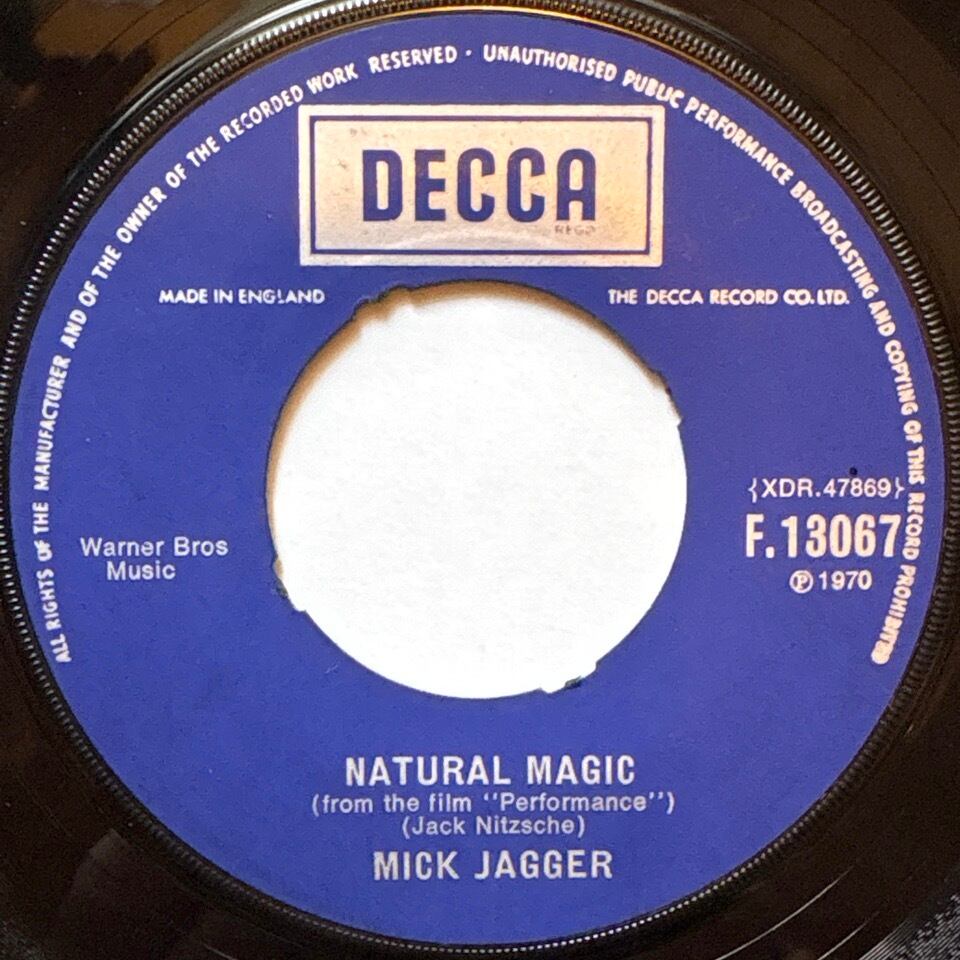 ALL RIGHTS OF THE MANUFACTURER AND OF THE OWNER OF THE RECORDED WORK RESERVED · UNAUTHORISED PUBLIC PERFORMANCE BROADCASTING AND COPYING OF THIS RECORD PROHIBITED
DECCA
REGD
MADE IN ENGLAND
THE DECCA RECORD CO. LTD.
{XDR.47869}
F.13067
℗ 1970
Warner Bros
Music
NATURAL MAGIC
(from the film "Performance")
(Jack Nitzsche)
MICK JAGGER